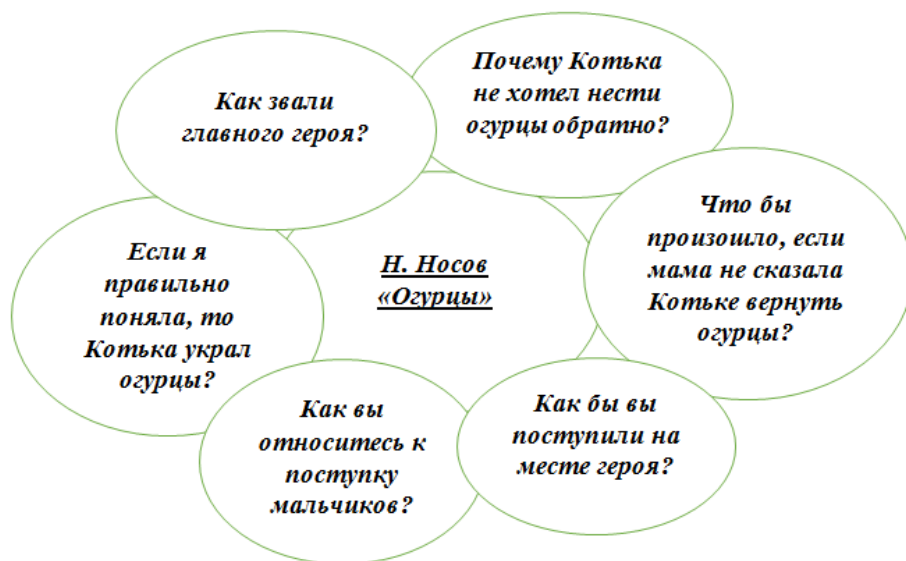 Как звали
главного героя?
Почему Котька
не хотел нести
огурцы обратно?
Что бы
произошло, если
мама не сказала
Котьке вернуть
огурцы?
Как бы вы
поступили на
месте героя?
Как вы
относитесь к
поступку
мальчиков?
Если я
правильно
поняла, то
Котька украл
огурцы?
Н. Носов
«Огурцы»